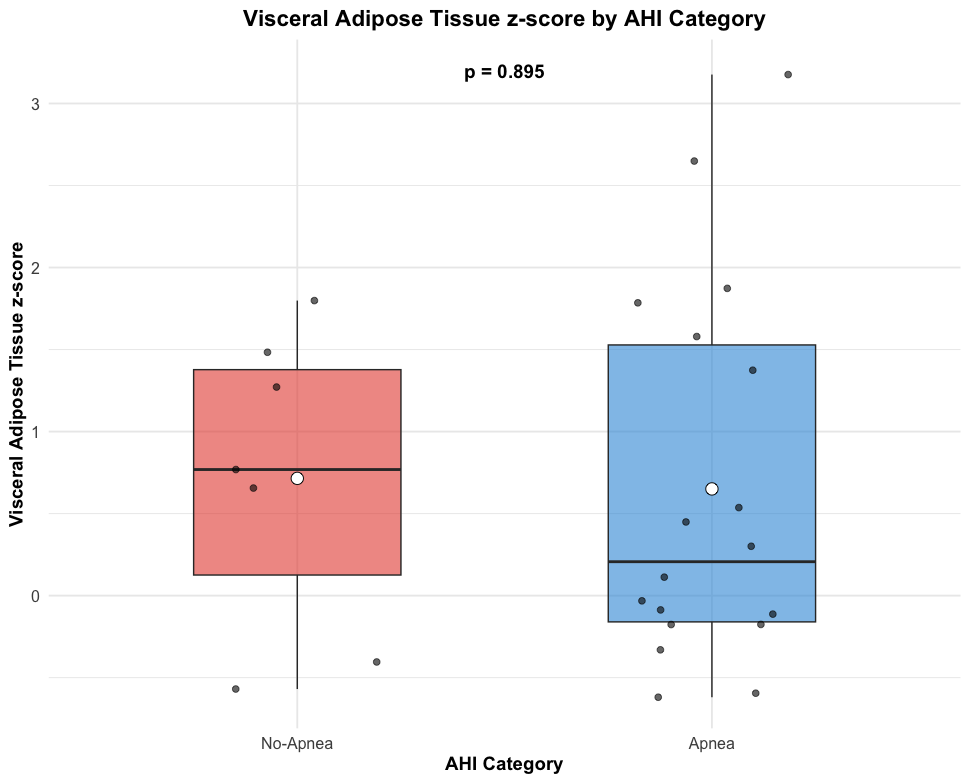 Visceral Adipose Tissue z-score by AHI Category
p = 0.895
Visceral Adipose Tissue z-score
3
2
1
0
No-Apnea
Apnea
AHI Category